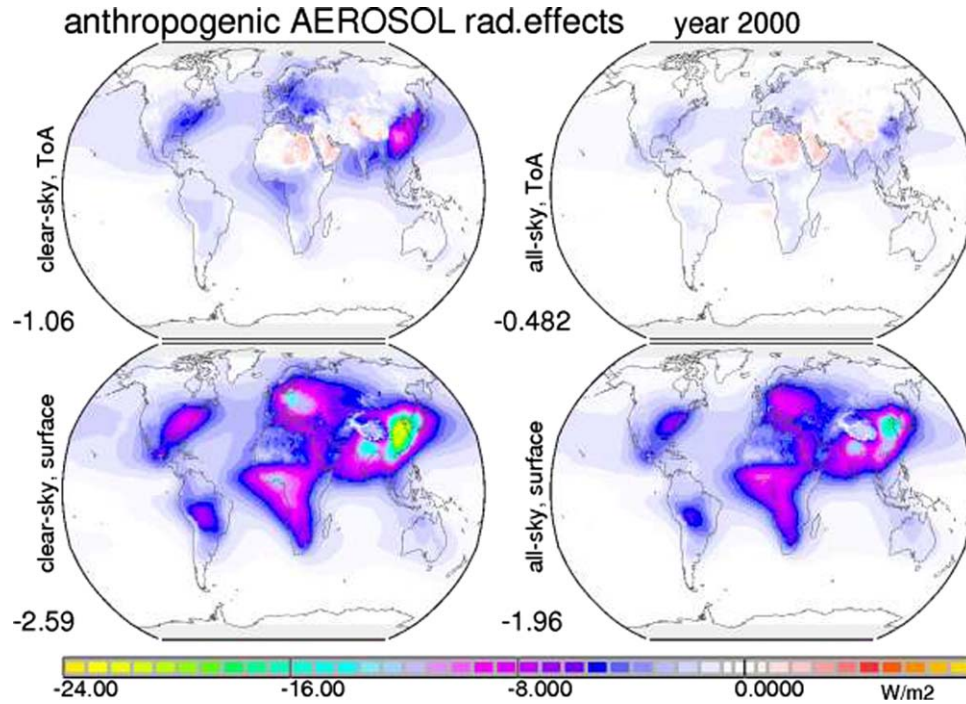 anthropogenic AEROSOL rad.effects year 2000
clear-sky, ToA
all-sky, ToA
-1.06
-0.482
clear-sky, surface
all-sky, surface
-2.59
-1.96
-24.00 -16.00 -8.000 0.0000 W/m2